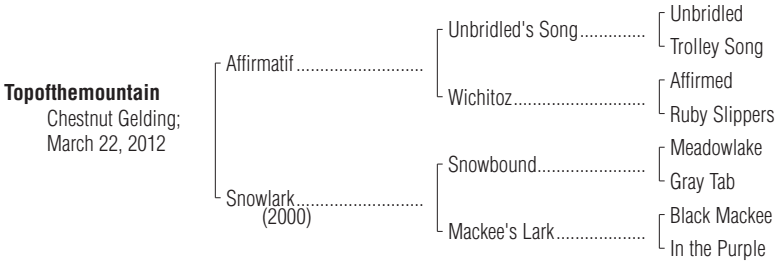 Topofthemountain
Chestnut Gelding;
March 22, 2012
Affirmatif
Snowlark
(2000)
Unbridled's Song
Wichitoz
Snowbound
Mackee's Lark
Unbridled
Trolley Song
Affirmed
Ruby Slippers
Meadowlake
Gray Tab
Black Mackee
In the Purple